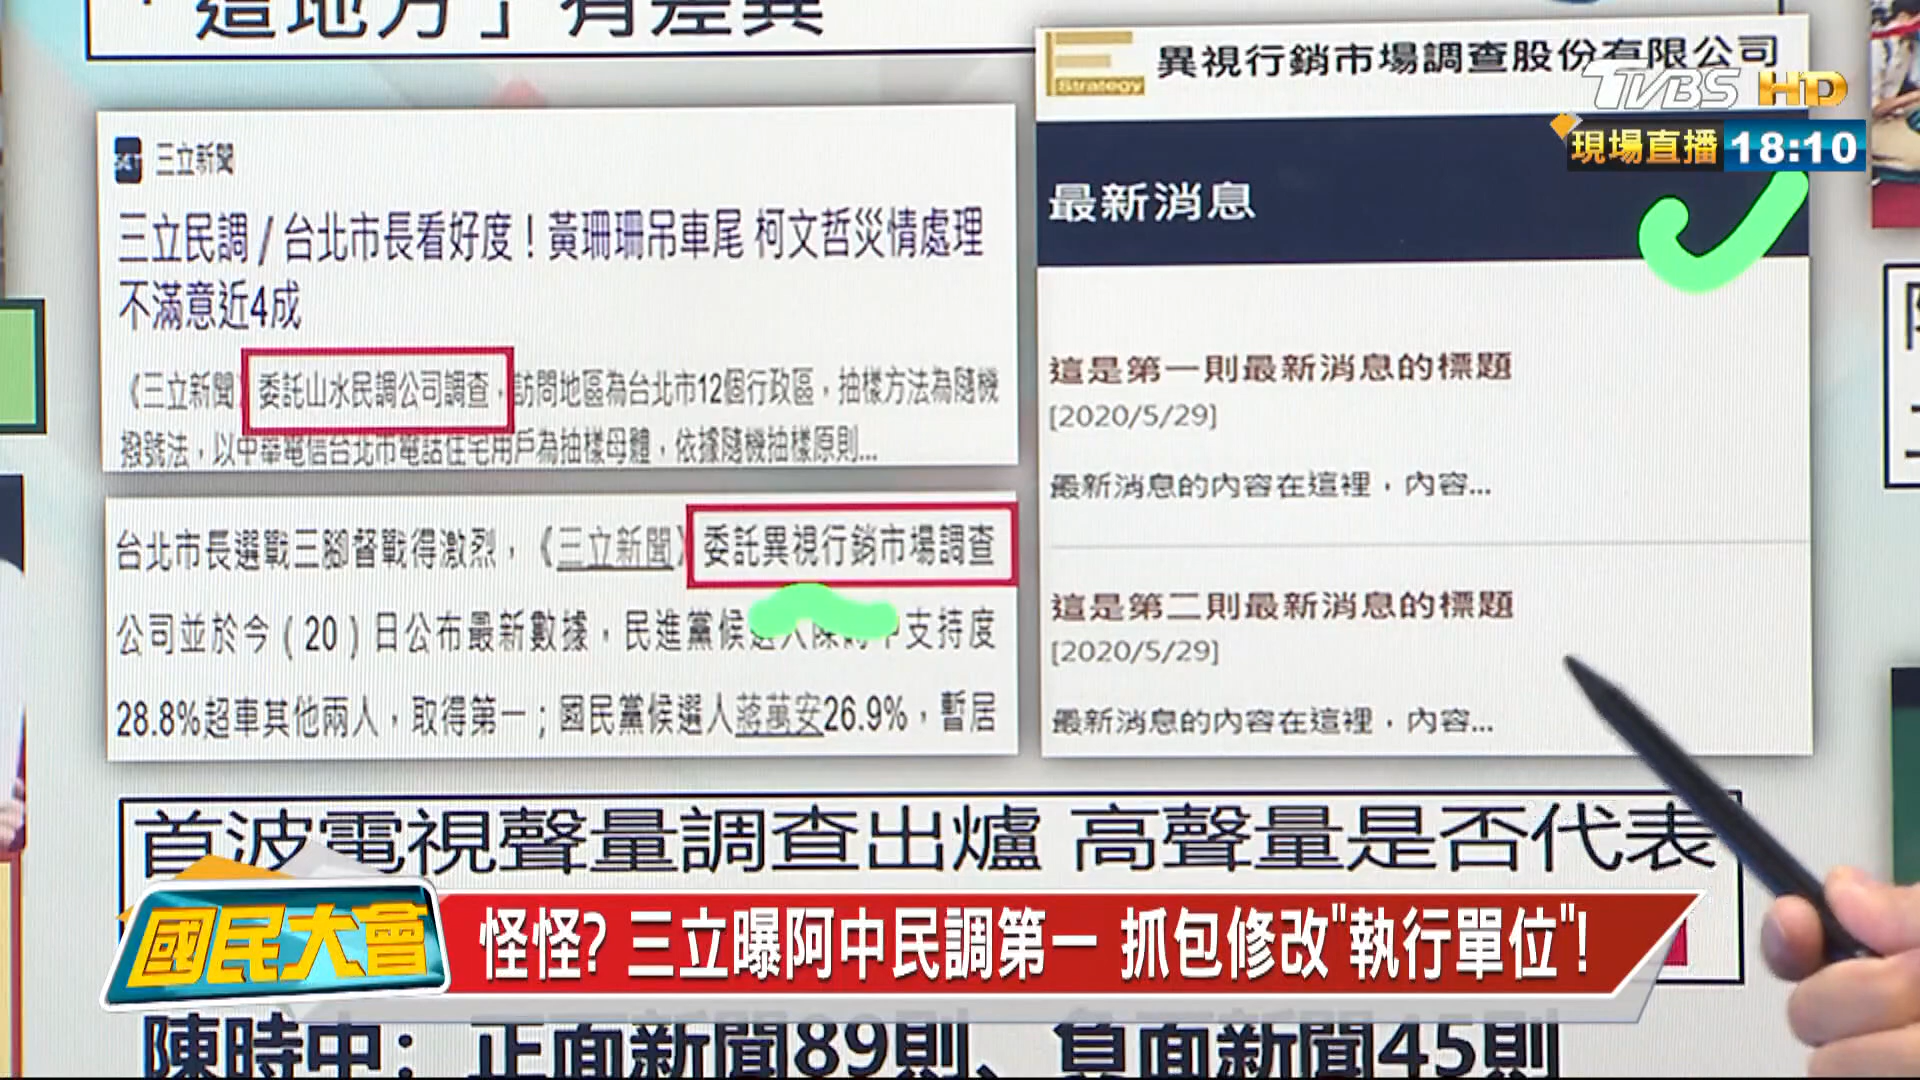 「這地方」有差異
Strategy
異視行銷市場調查股份有限公司
TVBS HD
現場直播 18:10
SET 三立新聞
三立民調 / 台北市長看好度！黃珊珊吊車尾 柯文哲災情處理
不滿意近4成
《三立新聞》委託山水民調公司調查，訪問地區為台北市12個行政區，抽樣方法為隨機
撥號法，以中華電信台北市電話住宅用戶為抽樣母體，依據隨機抽樣原則...
台北市長選戰三腳督戰得激烈，《三立新聞》委託異視行銷市場調查
公司並於今（20）日公布最新數據，民進黨候選人陳時中支持度
28.8%超車其他兩人，取得第一；國民黨候選人蔣萬安26.9%，暫居
最新消息
這是第一則最新消息的標題
[2020/5/29]
最新消息的內容在這裡，內容...
這是第二則最新消息的標題
[2020/5/29]
最新消息的內容在這裡，內容...
首波電視聲量調查出爐 高聲量是否代表
國民大會
怪怪? 三立曝阿中民調第一 抓包修改"執行單位"!
陳時中: 正面新聞89則、負面新聞45則